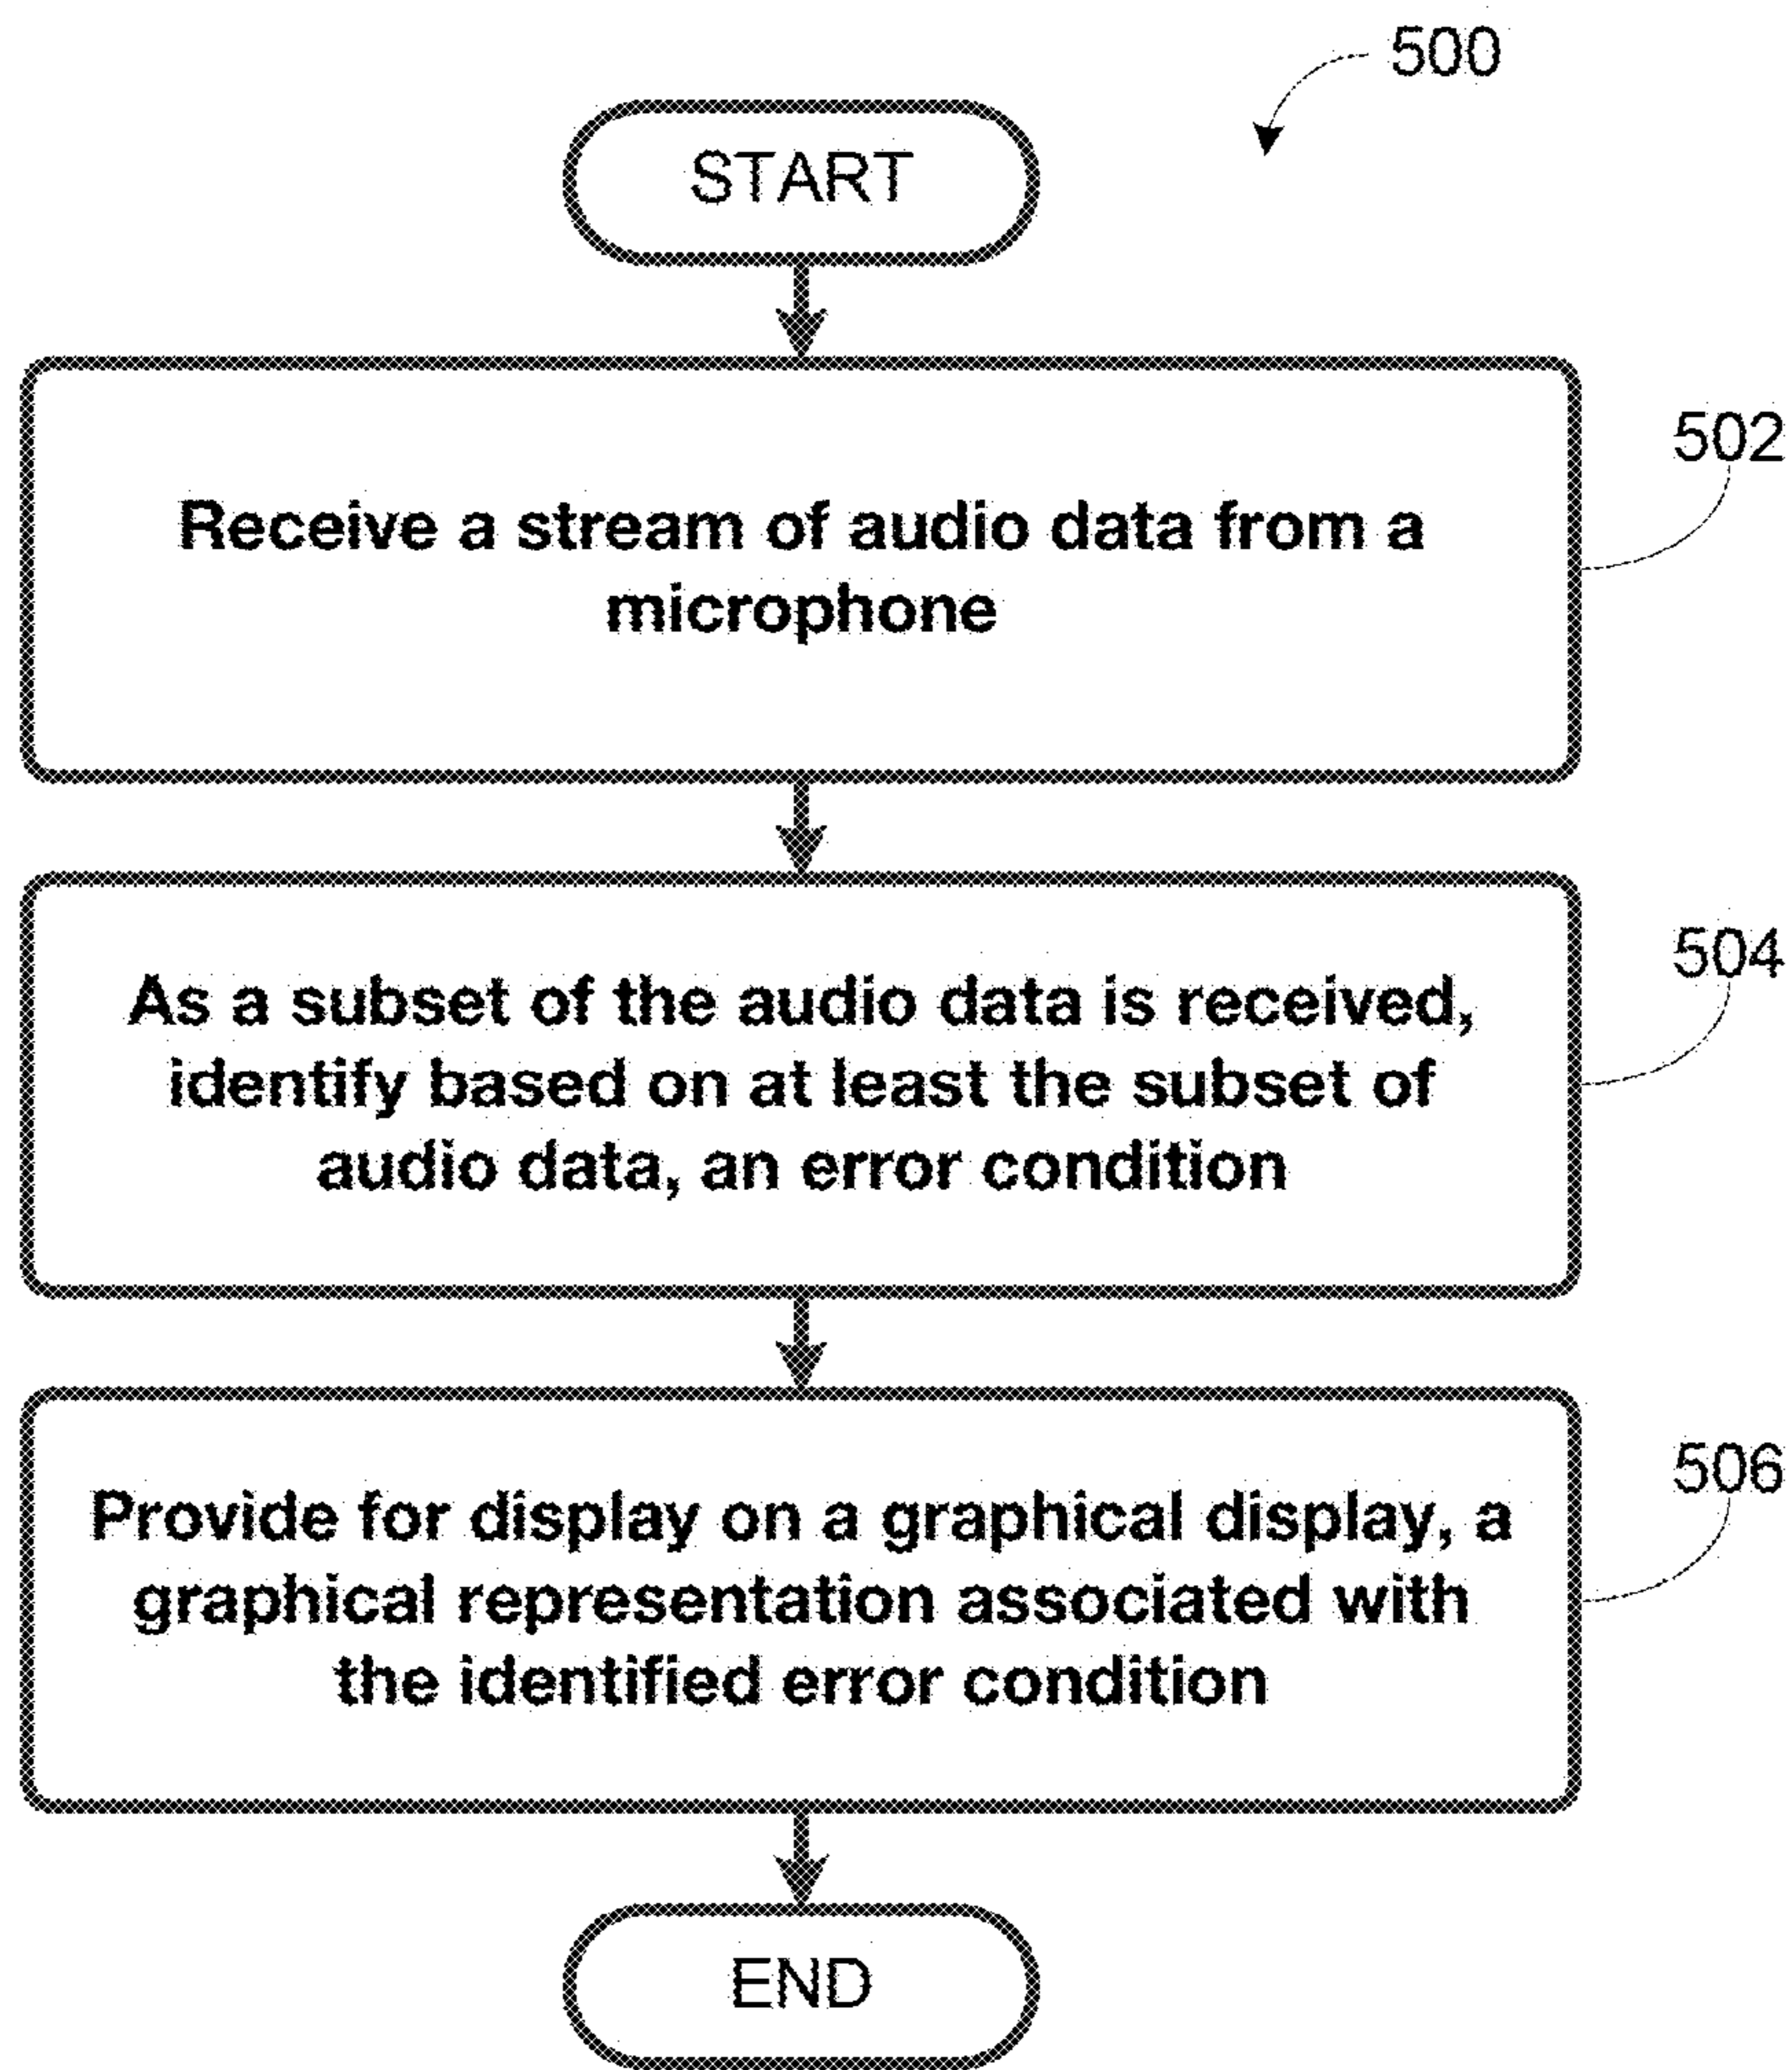 500
START
Receive a stream of audio data from a
microphone
502
As a subset of the audio data is received,
identify based on at least the subset of
audio data, an error condition
504
Provide for display on a graphical display, a
graphical representation associated with
the identified error condition
506
END